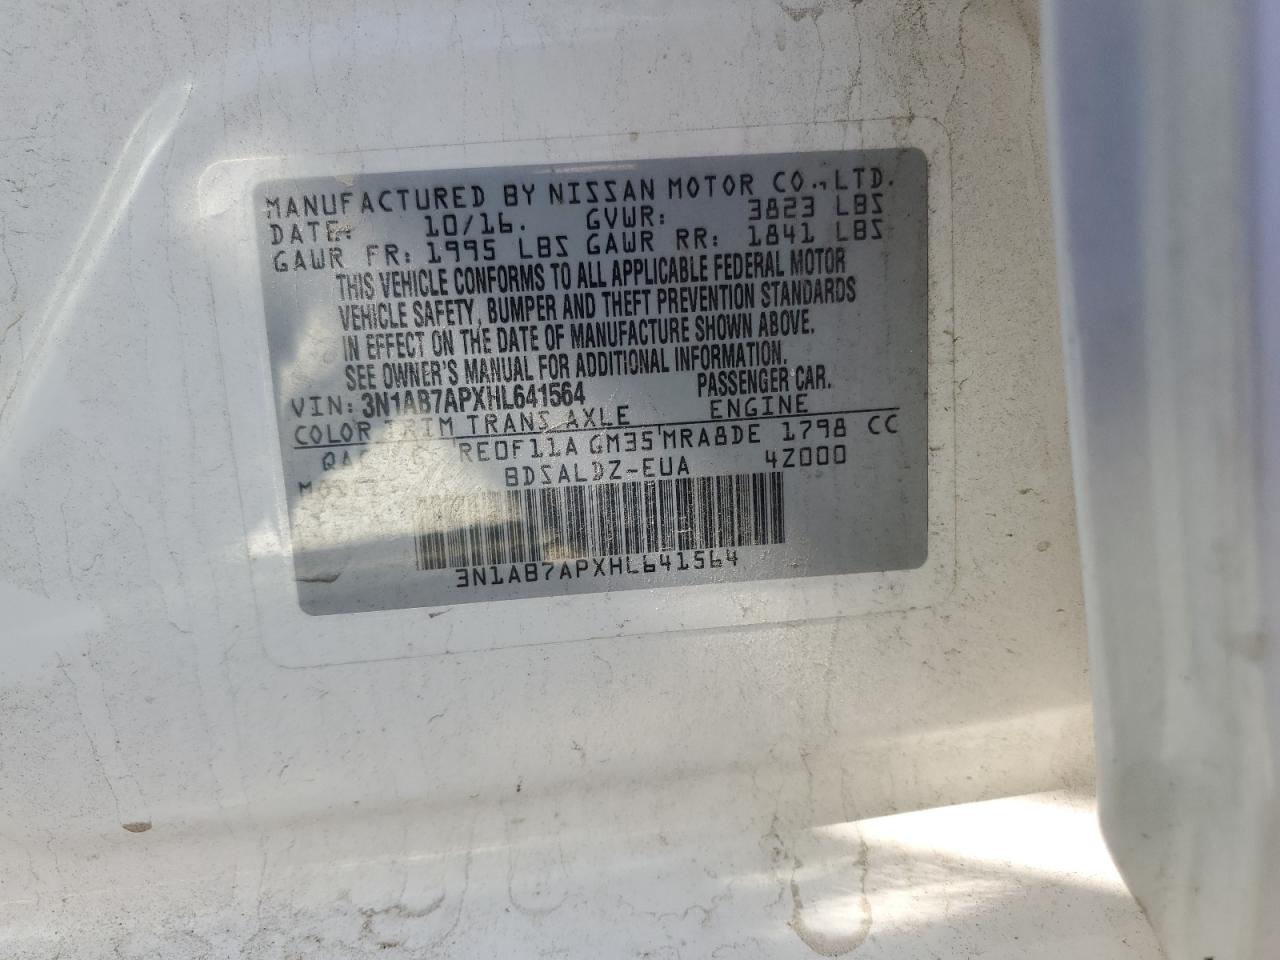 MANUFACTURED BY NISSAN MOTOR CO., LTD.
DATE: 10/16. GVWR: 3823 LBS
GAWR FR: 1995 LBS GAWR RR: 1841 LBS
THIS VEHICLE CONFORMS TO ALL APPLICABLE FEDERAL MOTOR
VEHICLE SAFETY, BUMPER AND THEFT PREVENTION STANDARDS
IN EFFECT ON THE DATE OF MANUFACTURE SHOWN ABOVE.
SEE OWNER'S MANUAL FOR ADDITIONAL INFORMATION.
VIN: 3N1AB7APXHL641564 PASSENGER CAR.
COLOR TRIM TRANS AXLE ENGINE
RE0F11A GM35 MRA8DE 1798 CC
BDSALDZ-EUA 4Z000
3N1AB7APXHL641564